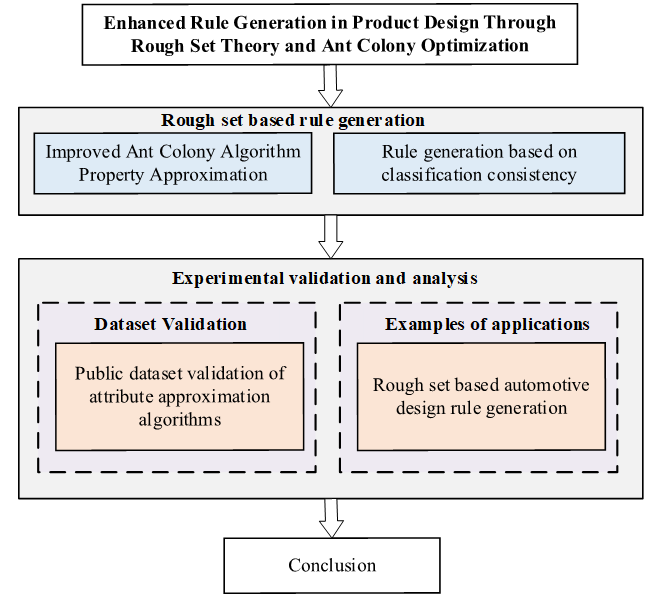 Enhanced Rule Generation in Product Design Through
Rough Set Theory and Ant Colony Optimization
Rough set based rule generation
Improved Ant Colony Algorithm
Property Approximation
Rule generation based on
classification consistency
Experimental validation and analysis
Dataset Validation
Public dataset validation of
attribute approximation
algorithms
Examples of applications
Rough set based automotive
design rule generation
Conclusion